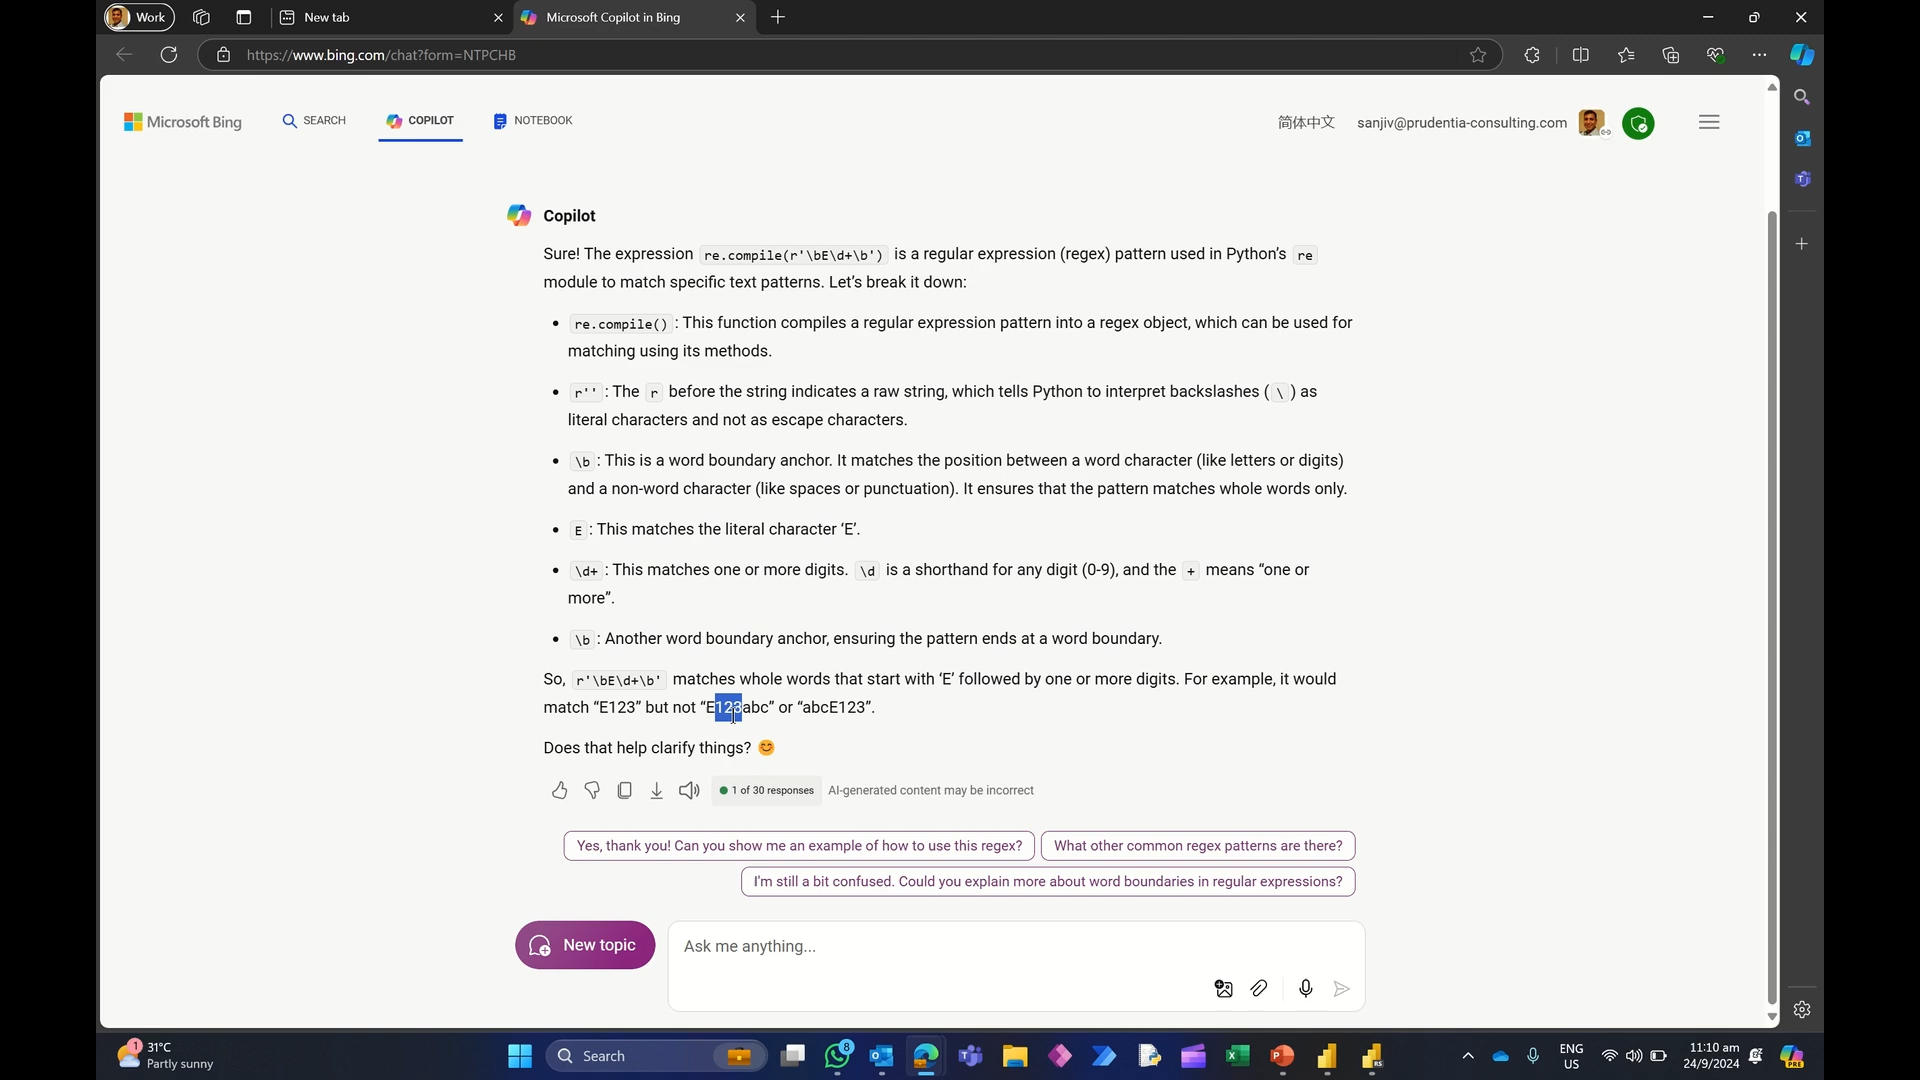 Work
New tab
Microsoft Copilot in Bing
https://www.bing.com/chat?form=NTPCHB
Microsoft Bing
SEARCH
COPILOT
NOTEBOOK
简体中文
sanjiv@prudentia-consulting.com
Copilot
Sure! The expression re.compile(r'\bE\d+\b') is a regular expression (regex) pattern used in Python’s re
module to match specific text patterns. Let’s break it down:
• re.compile() : This function compiles a regular expression pattern into a regex object, which can be used for
matching using its methods.
• r'' : The r before the string indicates a raw string, which tells Python to interpret backslashes ( \ ) as
literal characters and not as escape characters.
• \b : This is a word boundary anchor. It matches the position between a word character (like letters or digits)
and a non-word character (like spaces or punctuation). It ensures that the pattern matches whole words only.
• E : This matches the literal character ‘E’.
• \d+ : This matches one or more digits. \d is a shorthand for any digit (0-9), and the + means “one or
more”.
• \b : Another word boundary anchor, ensuring the pattern ends at a word boundary.
So, r'\bE\d+\b' matches whole words that start with ‘E’ followed by one or more digits. For example, it would
match “E123” but not “E123abc” or “abcE123”.
Does that help clarify things? 😊
1 of 30 responses
AI-generated content may be incorrect
Yes, thank you! Can you show me an example of how to use this regex?
What other common regex patterns are there?
I'm still a bit confused. Could you explain more about word boundaries in regular expressions?
New topic
Ask me anything...
1
31°C
Partly sunny
Search
8
RS
ENG
US
11:10 am
24/9/2024
PRE